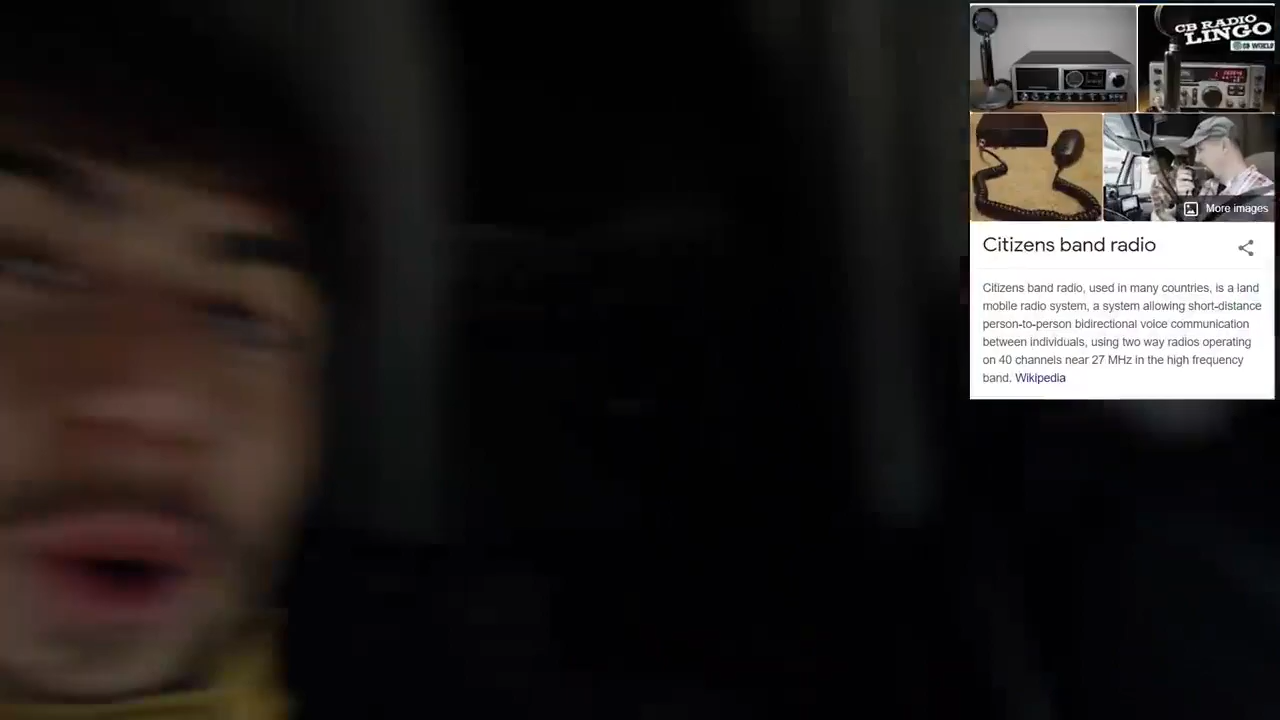 CB RADIO
LINGO
CB WORLD
More images
Citizens band radio
Citizens band radio, used in many countries, is a land
mobile radio system, a system allowing short-distance
person-to-person bidirectional voice communication
between individuals, using two way radios operating
on 40 channels near 27 MHz in the high frequency
band. Wikipedia